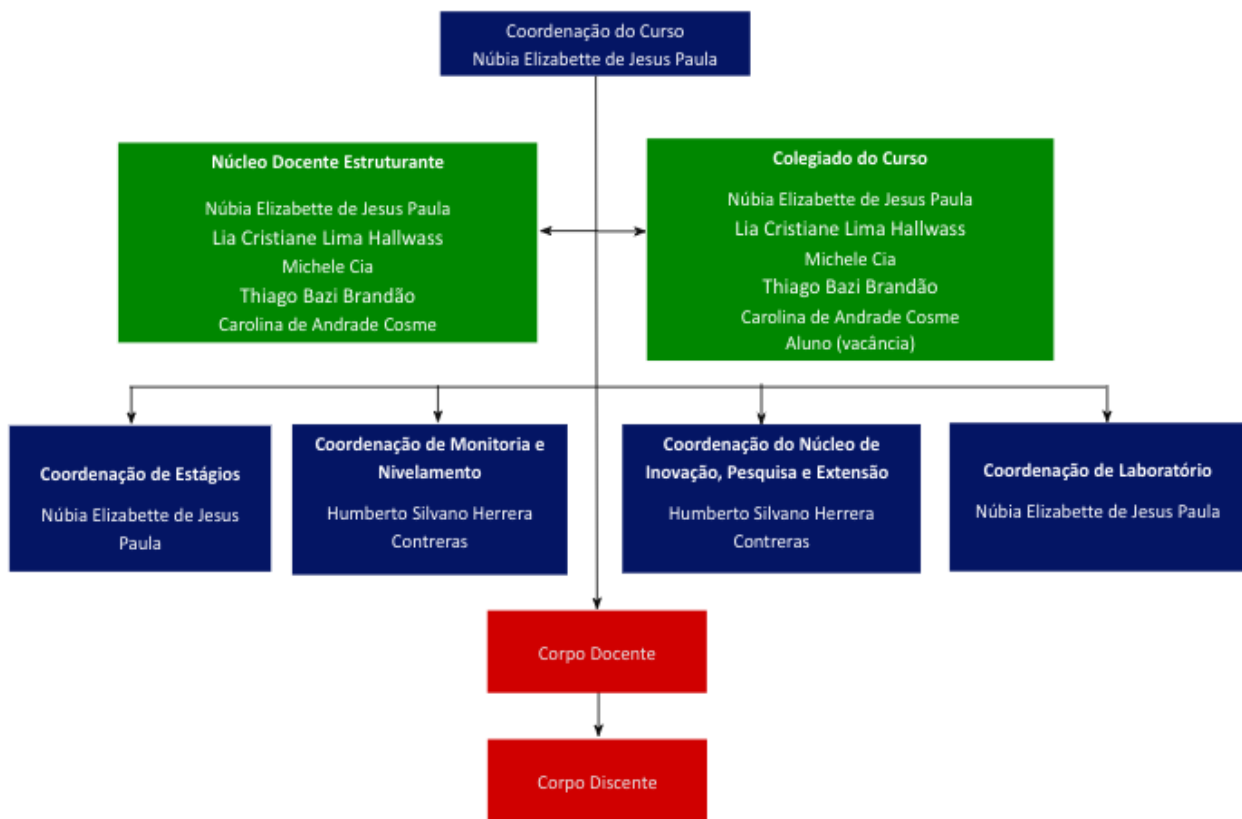 Coordenação do Curso
Núbia Elizabette de Jesus Paula
Núcleo Docente Estruturante
Núbia Elizabette de Jesus Paula
Lia Cristiane Lima Hallwass
Michele Cia
Thiago Bazi Brandão
Carolina de Andrade Cosme
Colegiado do Curso
Núbia Elizabette de Jesus Paula
Lia Cristiane Lima Hallwass
Michele Cia
Thiago Bazi Brandão
Carolina de Andrade Cosme
Aluno (vacância)
Coordenação de Estágios
Núbia Elizabette de Jesus
Paula
Coordenação de Monitoria e
Nivelamento
Humberto Silvano Herrera
Contreras
Coordenação do Núcleo de
Inovação, Pesquisa e Extensão
Humberto Silvano Herrera
Contreras
Coordenação de Laboratório
Núbia Elizabette de Jesus Paula
Corpo Docente
Corpo Discente